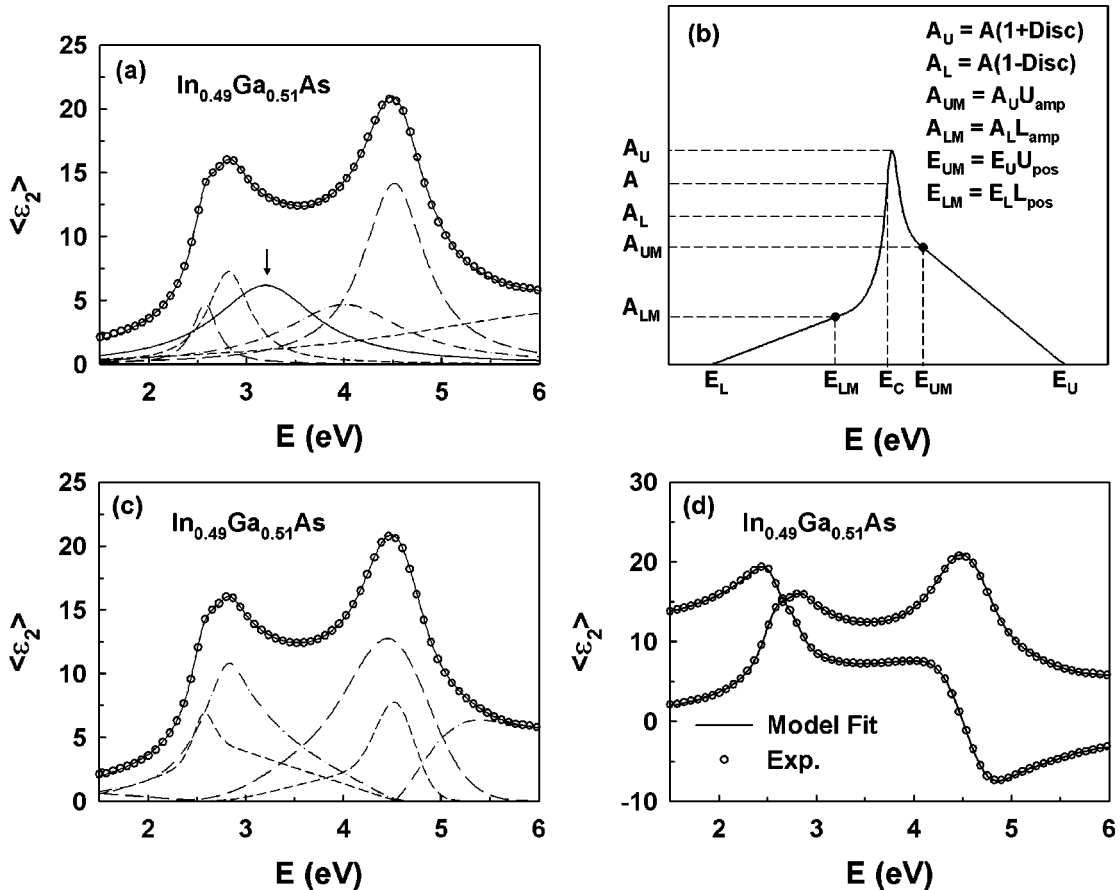 (a)
In0.49Ga0.51As
25
20
15
10
5
0
<ε2>
2
3
4
5
6
E (eV)
(b)
AU = A(1+Disc)
AL = A(1-Disc)
AUM = AUUamp
ALM = ALLamp
EUM = EUUpos
ELM = ELLpos
AU
A
AL
AUM
ALM
EL
ELM
EC
EUM
EU
E (eV)
(c)
In0.49Ga0.51As
25
20
15
10
5
0
<ε2>
2
3
4
5
6
E (eV)
(d)
In0.49Ga0.51As
30
20
10
0
-10
<ε2>
Model Fit
Exp.
2
3
4
5
6
E (eV)